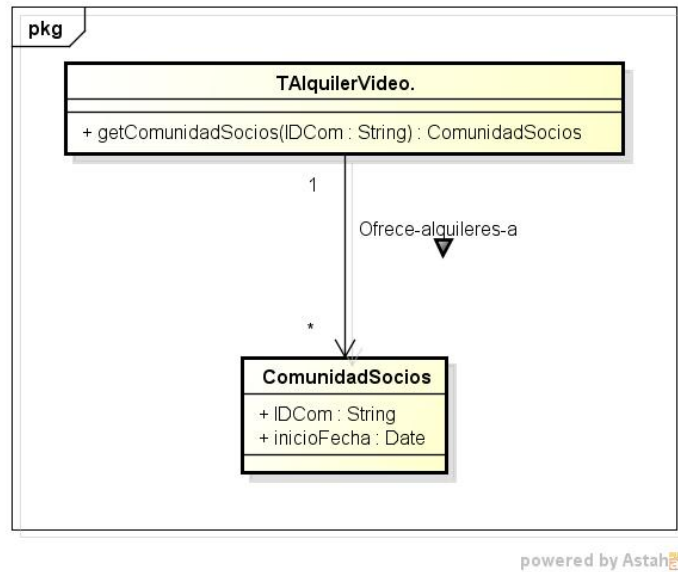 pkg
TAlquilerVideo.
+ getComunidadSocios(IDCom : String) : ComunidadSocios
1
Ofrece-alquileres-a
*
ComunidadSocios
+ IDCom : String
+ inicioFecha : Date
powered by Astah